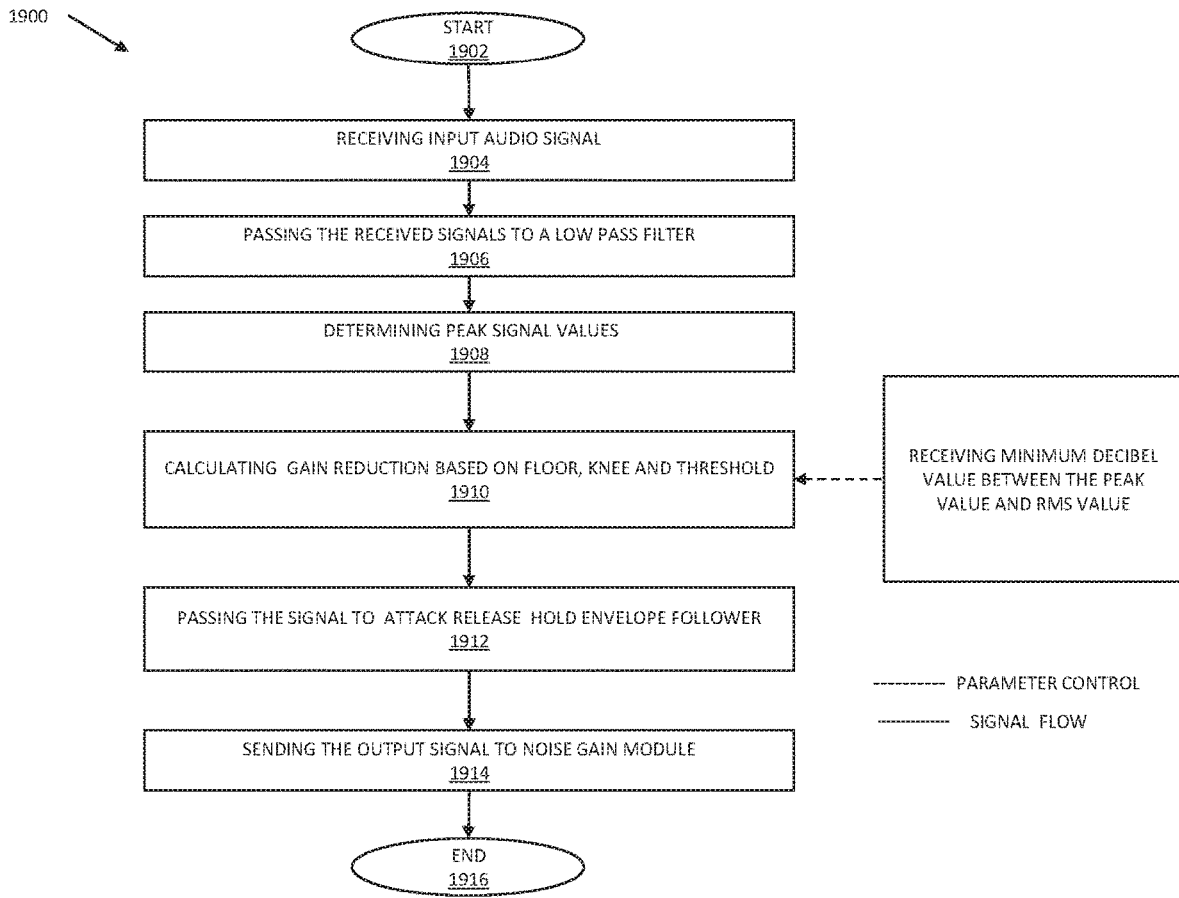 1900
START
1902
RECEIVING INPUT AUDIO SIGNAL
1904
PASSING THE RECEIVED SIGNALS TO A LOW PASS FILTER
1906
DETERMINING PEAK SIGNAL VALUES
1908
CALCULATING GAIN REDUCTION BASED ON FLOOR, KNEE AND THRESHOLD
1910
RECEIVING MINIMUM DECIBEL
VALUE BETWEEN THE PEAK
VALUE AND RMS VALUE
PASSING THE SIGNAL TO ATTACK RELEASE HOLD ENVELOPE FOLLOWER
1912
PARAMETER CONTROL
SIGNAL FLOW
SENDING THE OUTPUT SIGNAL TO NOISE GAIN MODULE
1914
END
1916